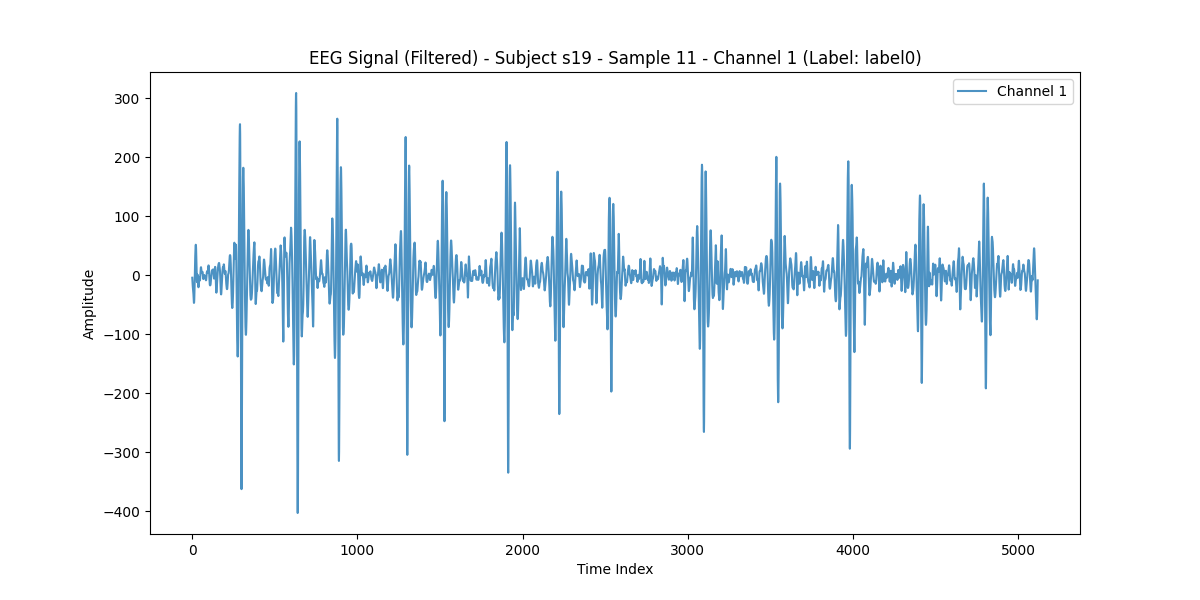 EEG Signal (Filtered) - Subject s19 - Sample 11 - Channel 1 (Label: label0)
Channel 1
300
200
100
0
−100
−200
−300
−400
Amplitude
0 1000 2000 3000 4000 5000
Time Index